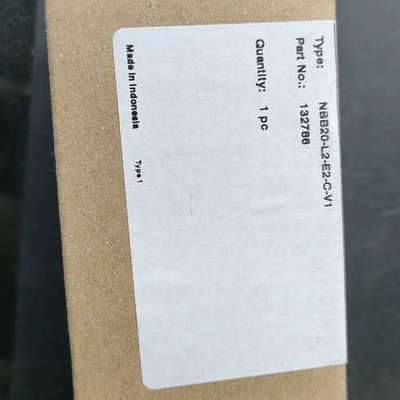 Type: NBB20-L2-E2-C-V1
Part No.: 132786
Quantity: 1 pc
Made in Indonesia
Type 1